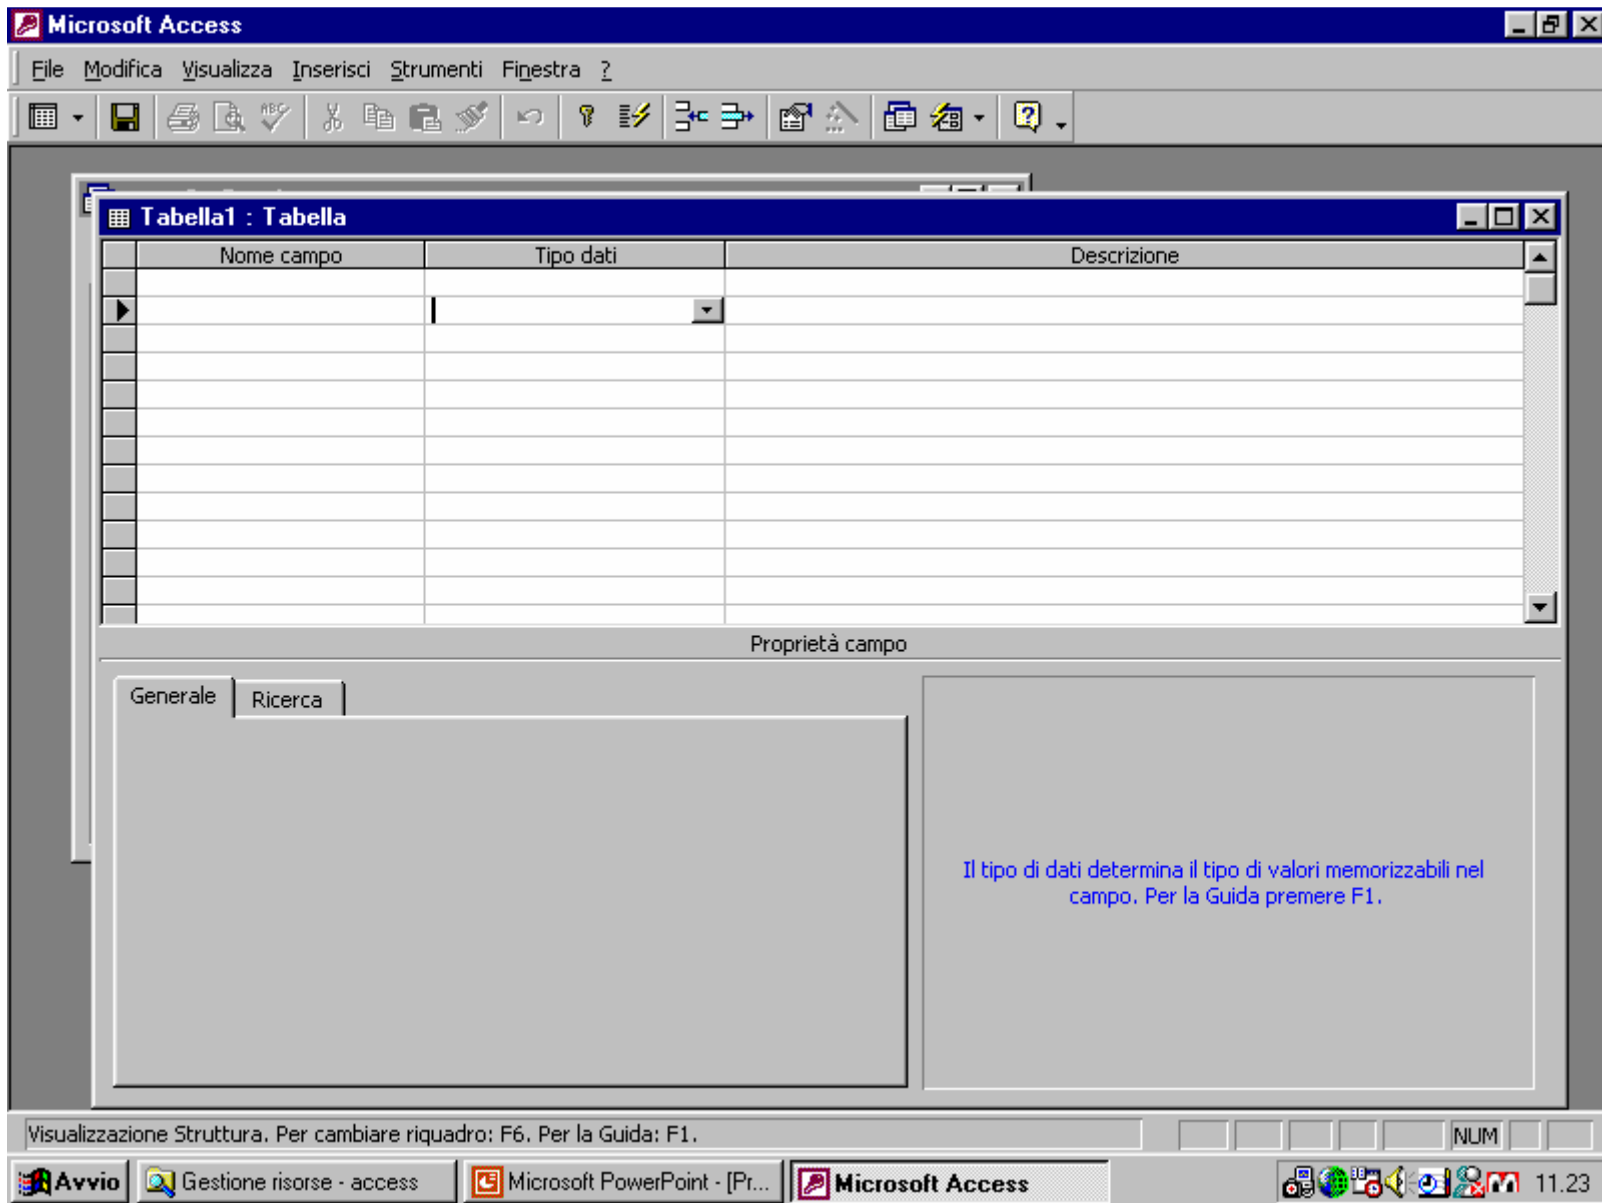 Microsoft Access
File Modifica Visualizza Inserisci Strumenti Finestra ?
Tabella1 : Tabella
Nome campo Tipo dati Descrizione
Proprietà campo
Generale Ricerca
Il tipo di dati determina il tipo di valori memorizzabili nel
campo. Per la Guida premere F1.
Visualizzazione Struttura. Per cambiare riquadro: F6. Per la Guida: F1.
NUM
Avvio Gestione risorse - access Microsoft PowerPoint - [Pr... Microsoft Access 11.23